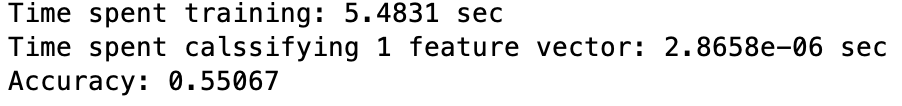 Time spent training: 5.4831 sec
Time spent calssifying 1 feature vector: 2.8658e-06 sec
Accuracy: 0.55067